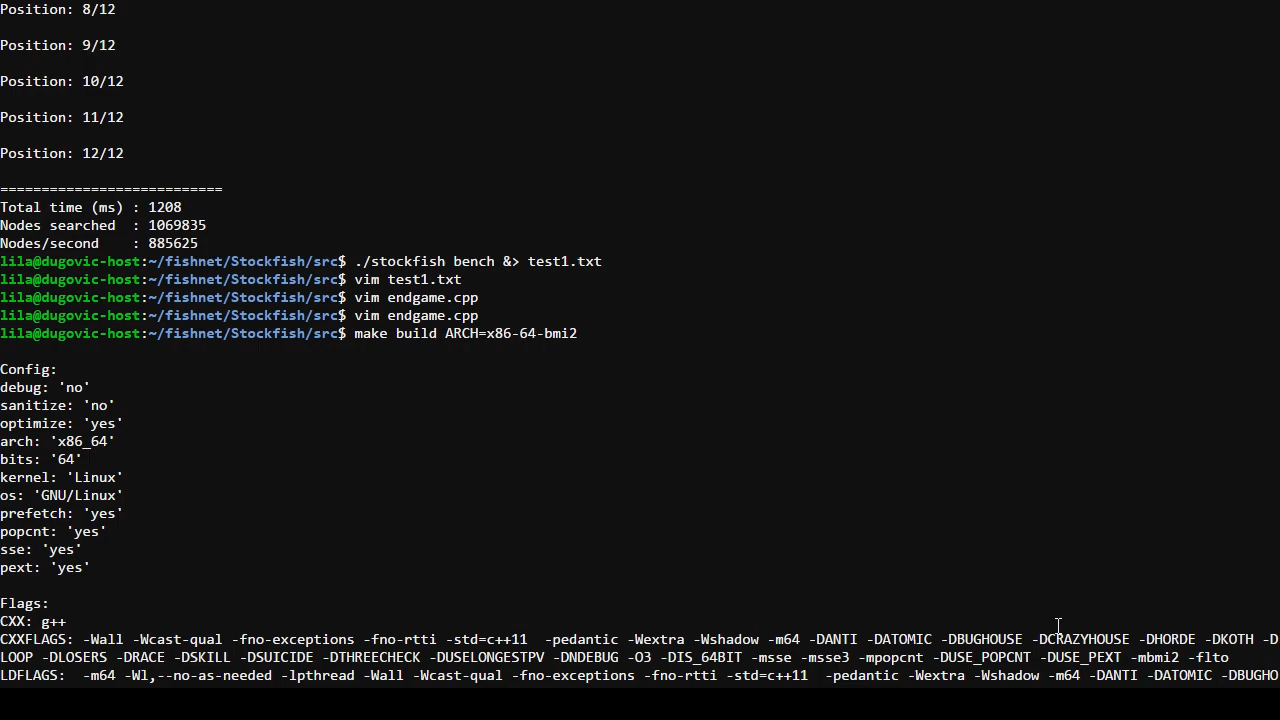 Position: 8/12
Position: 9/12
Position: 10/12
Position: 11/12
Position: 12/12
===========================
Total time (ms) : 1208
Nodes searched  : 1069835
Nodes/second    : 885625
lila@dugovic-host:~/fishnet/Stockfish/src$ ./stockfish bench &> test1.txt
lila@dugovic-host:~/fishnet/Stockfish/src$ vim test1.txt
lila@dugovic-host:~/fishnet/Stockfish/src$ vim endgame.cpp
lila@dugovic-host:~/fishnet/Stockfish/src$ vim endgame.cpp
lila@dugovic-host:~/fishnet/Stockfish/src$ make build ARCH=x86-64-bmi2
Config:
debug: 'no'
sanitize: 'no'
optimize: 'yes'
arch: 'x86_64'
bits: '64'
kernel: 'Linux'
os: 'GNU/Linux'
prefetch: 'yes'
popcnt: 'yes'
sse: 'yes'
pext: 'yes'
Flags:
CXX: g++
CXXFLAGS: -Wall -Wcast-qual -fno-exceptions -fno-rtti -std=c++11  -pedantic -Wextra -Wshadow -m64 -DANTI -DATOMIC -DBUGHOUSE -DCRAZYHOUSE -DHORDE -DKOTH -D
LOOP -DLOSERS -DRACE -DSKILL -DSUICIDE -DTHREECHECK -DUSELONGESTPV -DNDEBUG -O3 -DIS_64BIT -msse -msse3 -mpopcnt -DUSE_POPCNT -DUSE_PEXT -mbmi2 -flto
LDFLAGS:  -m64 -Wl,--no-as-needed -lpthread -Wall -Wcast-qual -fno-exceptions -fno-rtti -std=c++11  -pedantic -Wextra -Wshadow -m64 -DANTI -DATOMIC -DBUGHO